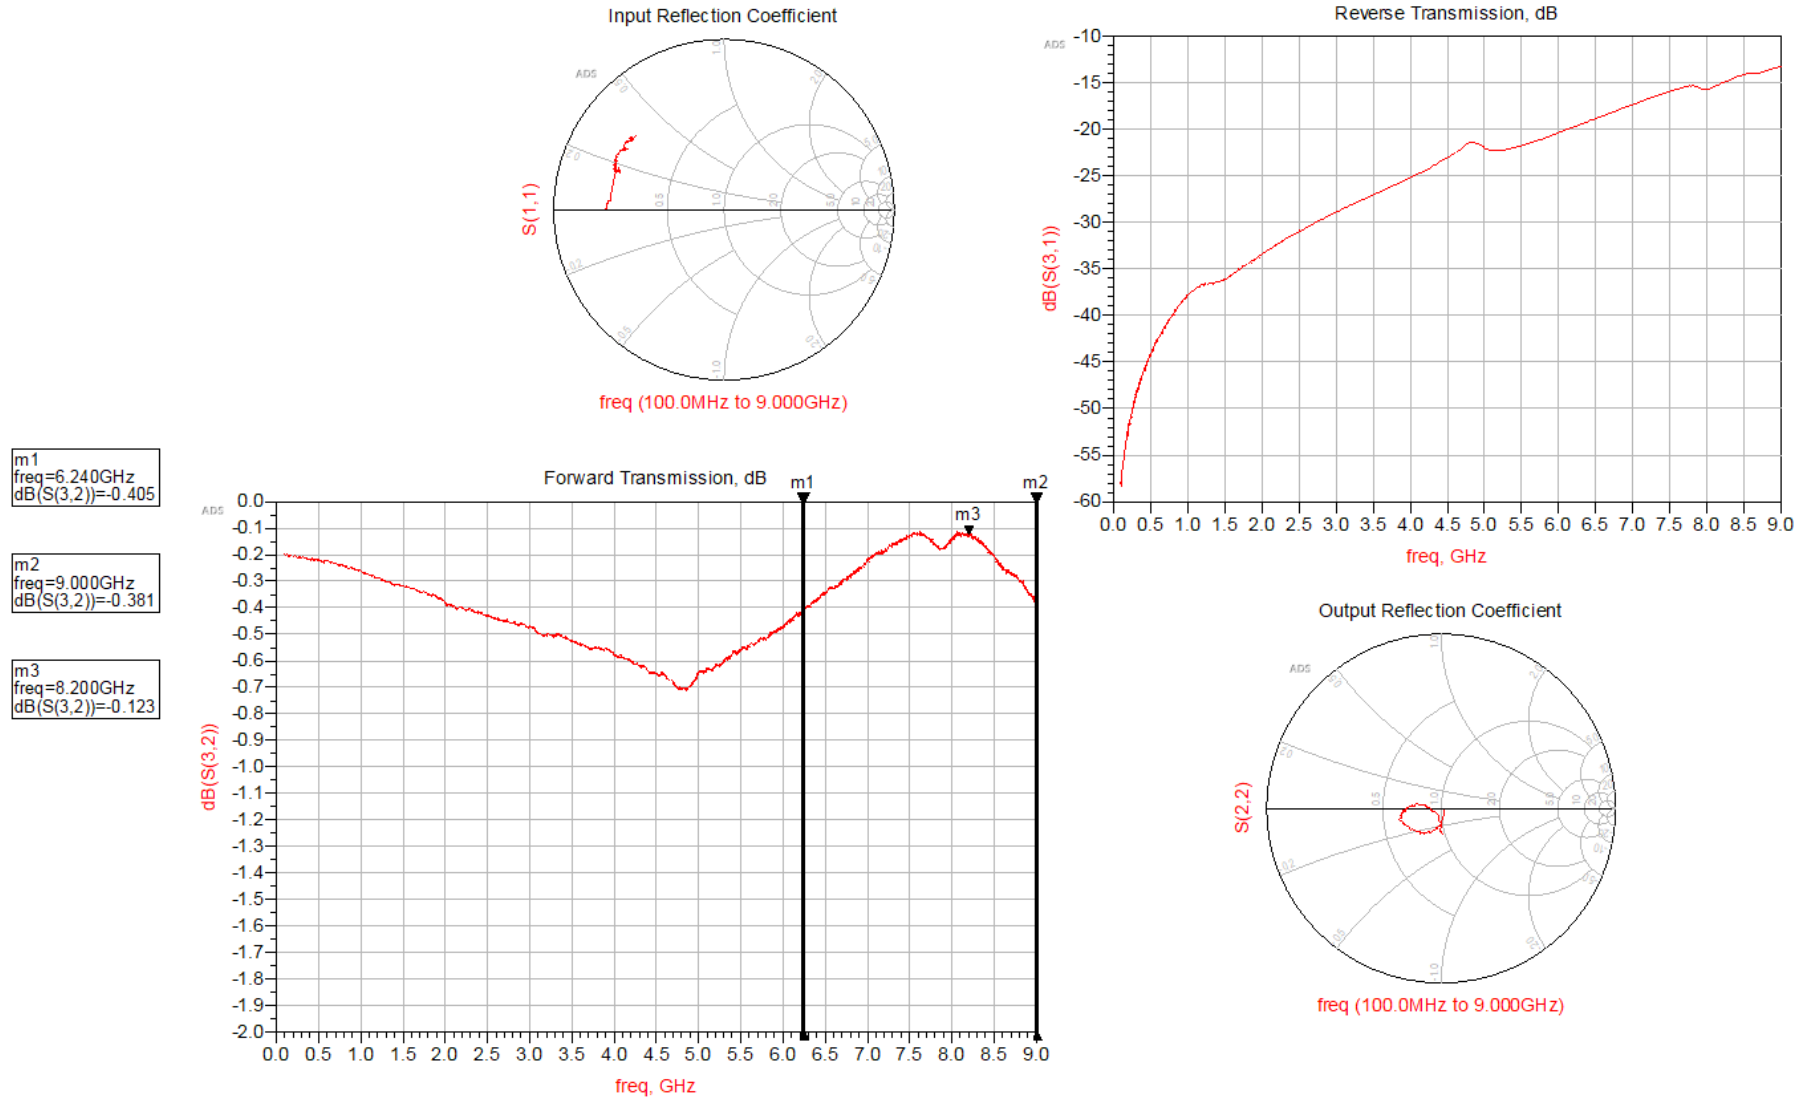 Input Reflection Coefficient
ADS
S(1,1)
freq (100.0MHz to 9.000GHz)
Reverse Transmission, dB
ADS
-10
-15
-20
-25
-30
-35
-40
-45
-50
-55
-60
dB(S(3,1))
0.0 0.5 1.0 1.5 2.0 2.5 3.0 3.5 4.0 4.5 5.0 5.5 6.0 6.5 7.0 7.5 8.0 8.5 9.0
freq, GHz
m1
freq=6.240GHz
dB(S(3,2))=-0.405
m2
freq=9.000GHz
dB(S(3,2))=-0.381
m3
freq=8.200GHz
dB(S(3,2))=-0.123
Forward Transmission, dB
ADS
m1
m2
m3
0.0
-0.1
-0.2
-0.3
-0.4
-0.5
-0.6
-0.7
-0.8
-0.9
-1.0
-1.1
-1.2
-1.3
-1.4
-1.5
-1.6
-1.7
-1.8
-1.9
-2.0
dB(S(3,2))
0.0 0.5 1.0 1.5 2.0 2.5 3.0 3.5 4.0 4.5 5.0 5.5 6.0 6.5 7.0 7.5 8.0 8.5 9.0
freq, GHz
Output Reflection Coefficient
ADS
S(2,2)
freq (100.0MHz to 9.000GHz)